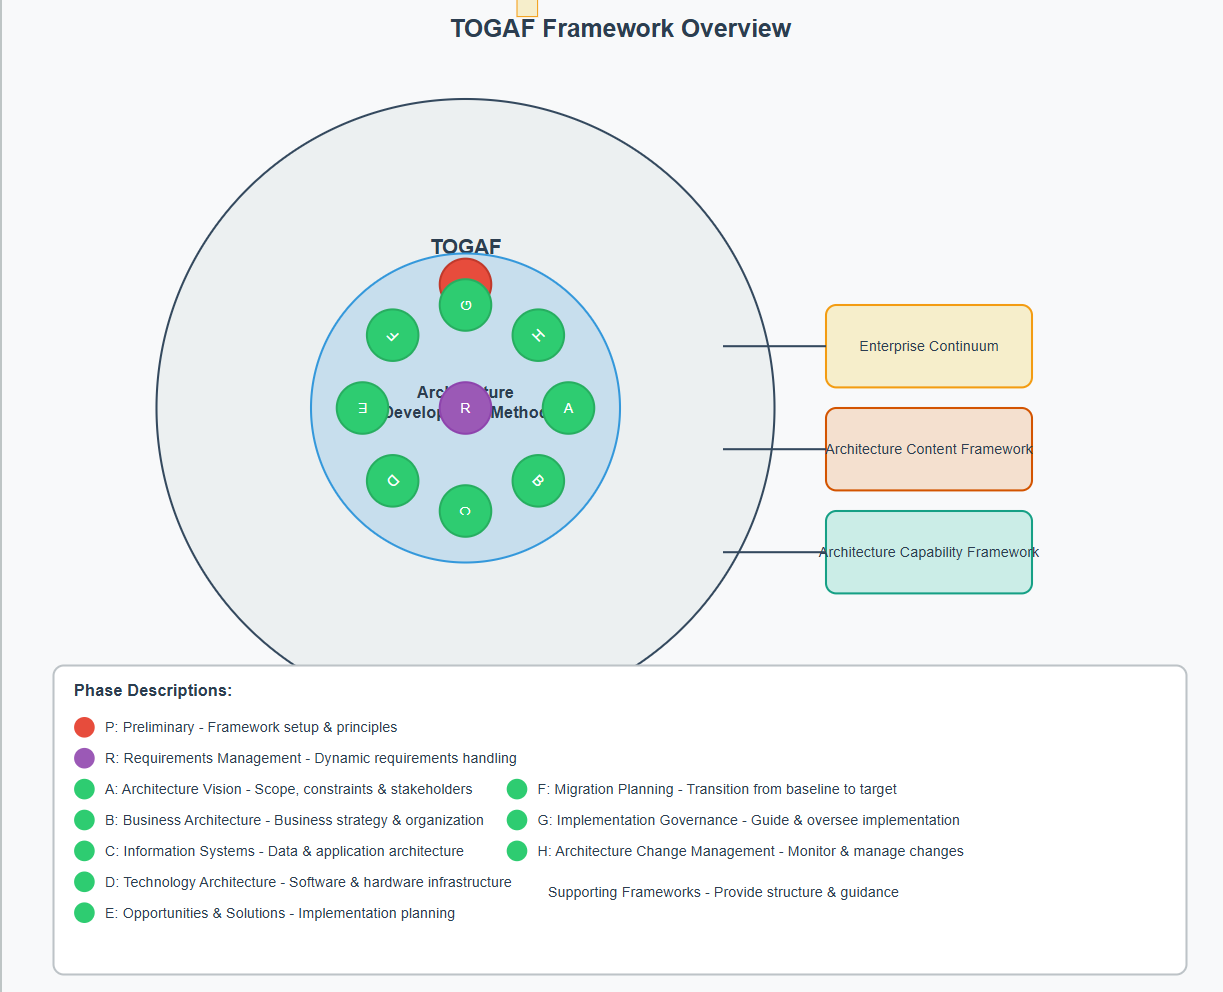 TOGAF Framework Overview
TOGAF
G
F
H
Arc ture
E
Develop Metho
R
A
D
B
C
Enterprise Continuum
Architecture Content Framework
Architecture Capability Framework
Phase Descriptions:
P: Preliminary - Framework setup & principles
R: Requirements Management - Dynamic requirements handling
A: Architecture Vision - Scope, constraints & stakeholders
B: Business Architecture - Business strategy & organization
C: Information Systems - Data & application architecture
D: Technology Architecture - Software & hardware infrastructure
E: Opportunities & Solutions - Implementation planning
F: Migration Planning - Transition from baseline to target
G: Implementation Governance - Guide & oversee implementation
H: Architecture Change Management - Monitor & manage changes
Supporting Frameworks - Provide structure & guidance